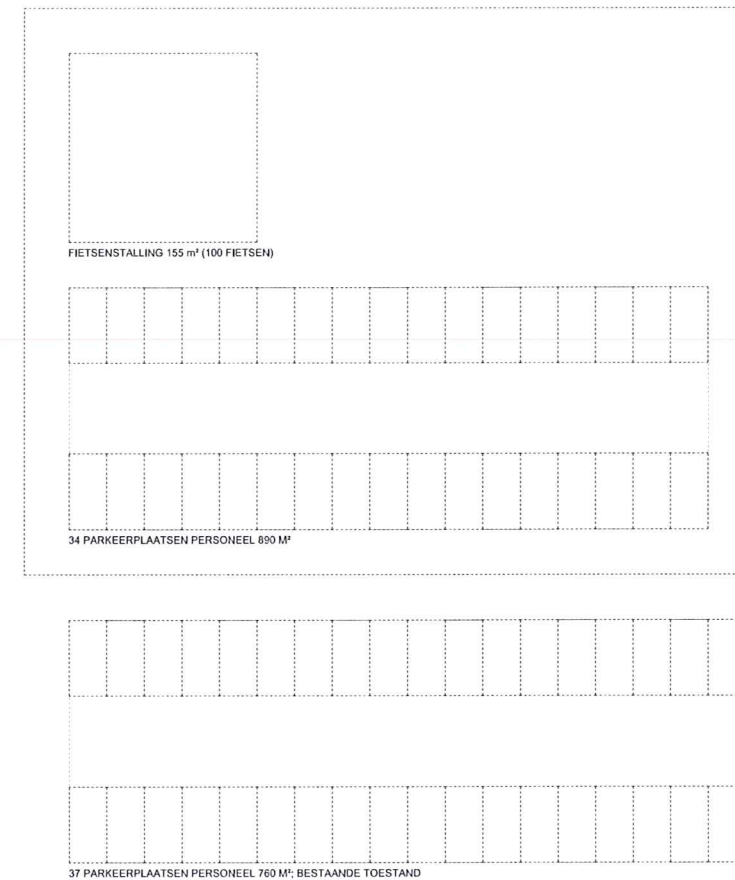 FIETSENSTALLING 155 m² (100 FIETSEN)
34 PARKEERPLAATSEN PERSONEEL 890 M²
37 PARKEERPLAATSEN PERSONEEL 760 M²; BESTAANDE TOESTAND